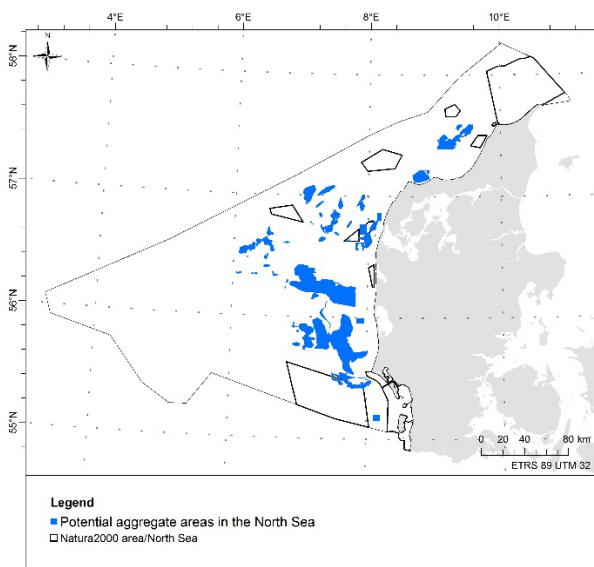 4°E 6°E 8°E 10°E
58°N
N
57°N
56°N
55°N
0 20 40 80 km
ETRS 89 UTM 32
Legend
Potential aggregate areas in the North Sea
Natura2000 area/North Sea